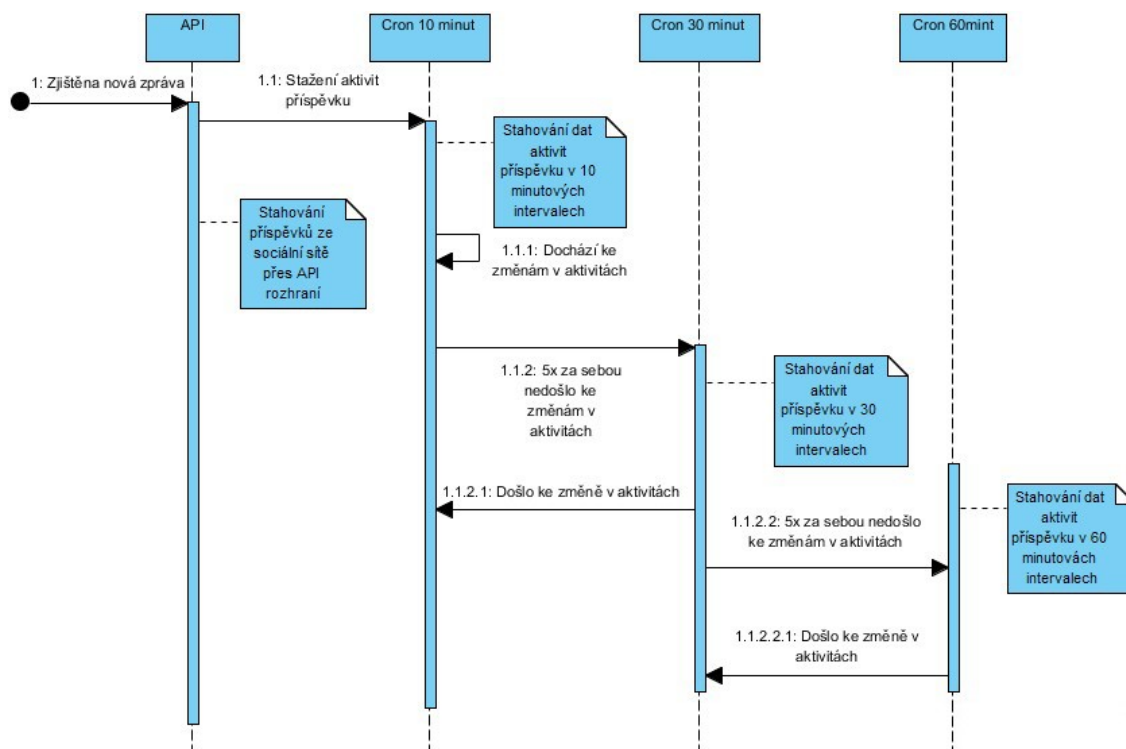 API
Cron 10 minut
Cron 30 minut
Cron 60mint
1: Zjištěna nová zpráva
1.1: Stažení aktivit
příspěvku
Stahování dat
aktivit
příspěvku v 10
minutových
intervalech
Stahování
příspěvků ze
sociální sítě
přes API
rozhraní
1.1.1: Dochází ke
změnám v aktivitách
1.1.2: 5x za sebou
nedošlo ke
změnám v
aktivitách
Stahování dat
aktivit
příspěvku v 30
minutových
intervalech
1.1.2.1: Došlo ke změně v aktivitách
1.1.2.2: 5x za sebou nedošlo
ke změnám v aktivitách
Stahování dat
aktivit
příspěvku v 60
minutovách
intervalech
1.1.2.2.1: Došlo ke změně v
aktivitách